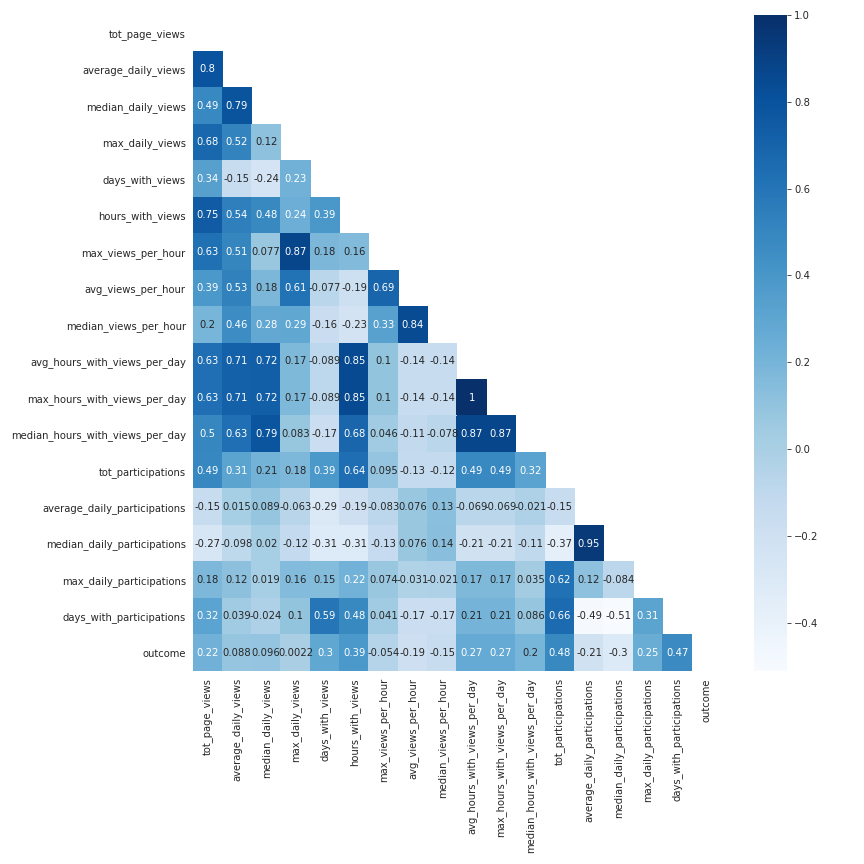 tot_page_views
average_daily_views 0.8
median_daily_views 0.49 0.79
max_daily_views 0.68 0.52 0.12
days_with_views 0.34 -0.15 -0.24 0.23
hours_with_views 0.75 0.54 0.48 0.24 0.39
max_views_per_hour 0.63 0.51 0.077 0.87 0.18 0.16
avg_views_per_hour 0.39 0.53 0.18 0.61 -0.077 -0.19 0.69
median_views_per_hour 0.2 0.46 0.28 0.29 -0.16 -0.23 0.33 0.84
avg_hours_with_views_per_day 0.63 0.71 0.72 0.17 -0.089 0.85 0.1 -0.14 -0.14
max_hours_with_views_per_day 0.63 0.71 0.72 0.17 -0.089 0.85 0.1 -0.14 -0.14 1
median_hours_with_views_per_day 0.5 0.63 0.79 0.083 -0.17 0.68 0.046 -0.11 -0.078 0.87 0.87
tot_participations 0.49 0.31 0.21 0.18 0.39 0.64 0.095 -0.13 -0.12 0.49 0.49 0.32
average_daily_participations -0.15 0.015 0.089 -0.063 -0.29 -0.19 -0.083 0.076 0.13 -0.069 -0.069 -0.021 -0.15
median_daily_participations -0.27 -0.098 0.02 -0.12 -0.31 -0.31 -0.13 0.076 0.14 -0.21 -0.21 -0.11 -0.37 0.95
max_daily_participations 0.18 0.12 0.019 0.16 0.15 0.22 0.074 -0.031 -0.021 0.17 0.17 0.035 0.62 0.12 -0.084
days_with_participations 0.32 0.039 -0.024 0.1 0.59 0.48 0.041 -0.17 -0.17 0.21 0.21 0.086 0.66 -0.49 -0.51 0.31
outcome 0.22 0.088 0.096 0.0022 0.3 0.39 -0.054 -0.19 -0.15 0.27 0.27 0.2 0.48 -0.21 -0.3 0.25 0.47
tot_page_views
average_daily_views
median_daily_views
max_daily_views
days_with_views
hours_with_views
max_views_per_hour
avg_views_per_hour
median_views_per_hour
avg_hours_with_views_per_day
max_hours_with_views_per_day
median_hours_with_views_per_day
tot_participations
average_daily_participations
median_daily_participations
max_daily_participations
days_with_participations
outcome
1.0
0.8
0.6
0.4
0.2
0.0
−0.2
−0.4